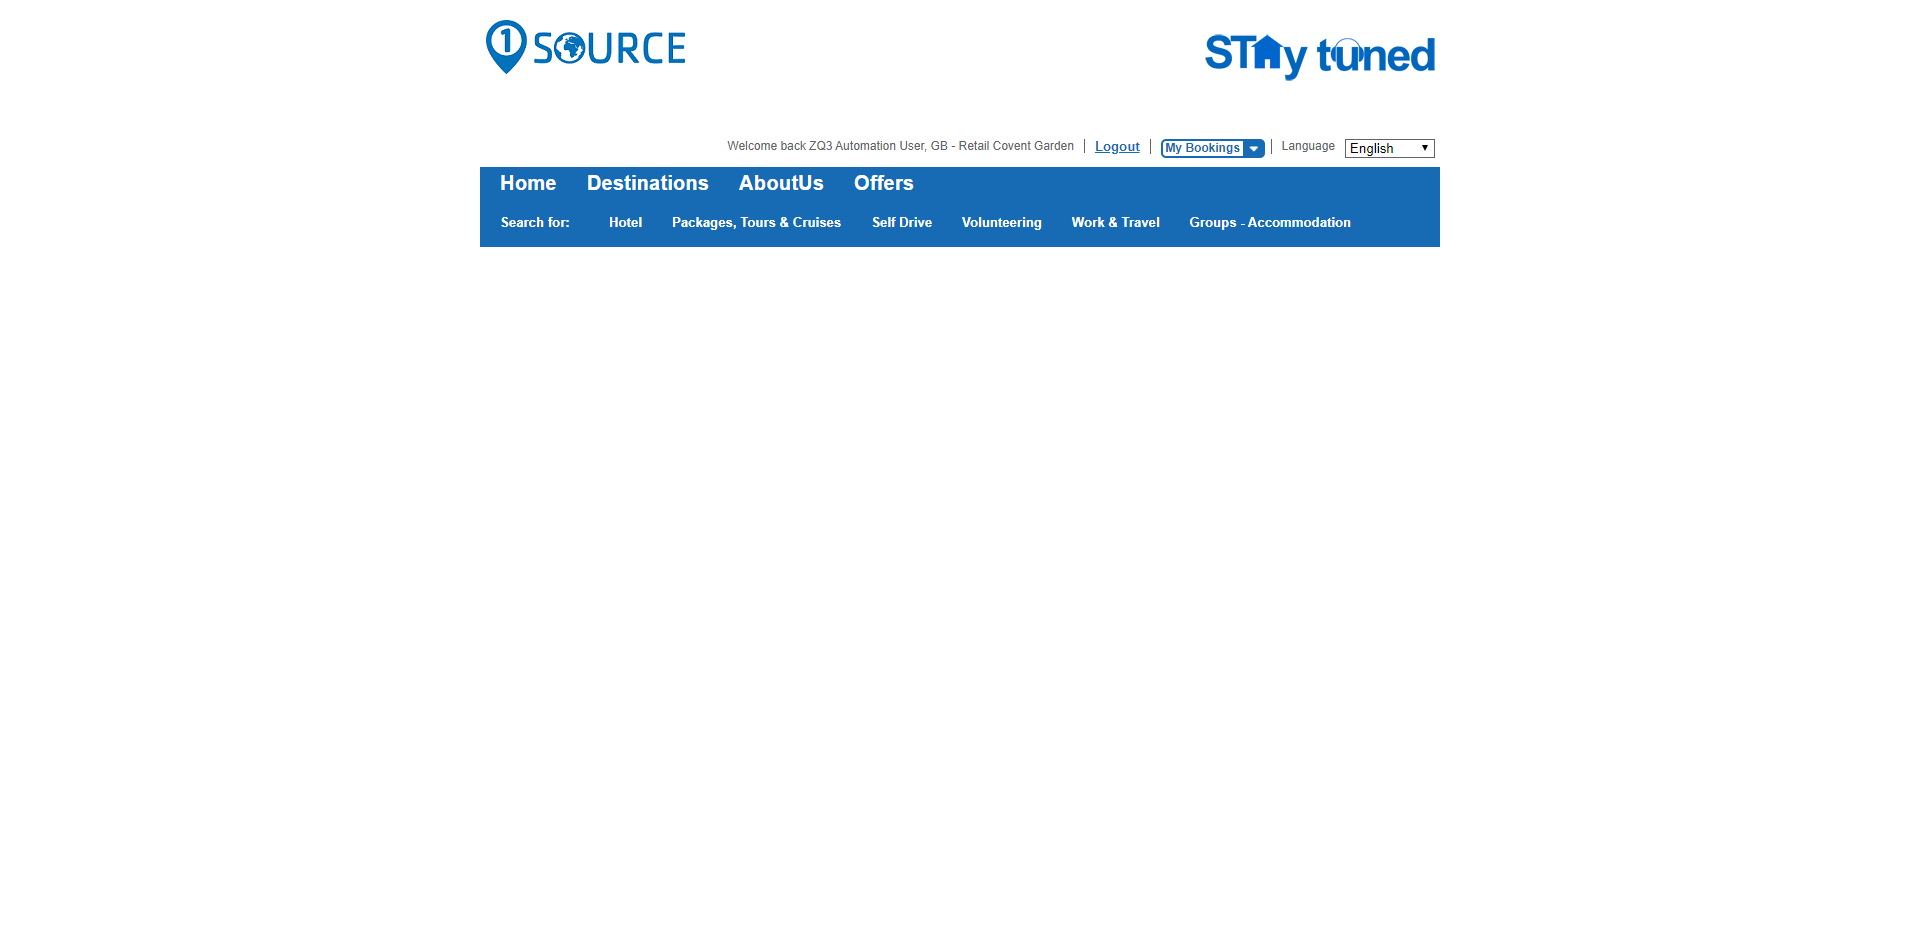 1 SOURCE
STAy tuned
Welcome back ZQ3 Automation User, GB - Retail Covent Garden
Logout
My Bookings
Language
English
Home Destinations AboutUs Offers
Search for: Hotel Packages, Tours & Cruises Self Drive Volunteering Work & Travel Groups - Accommodation